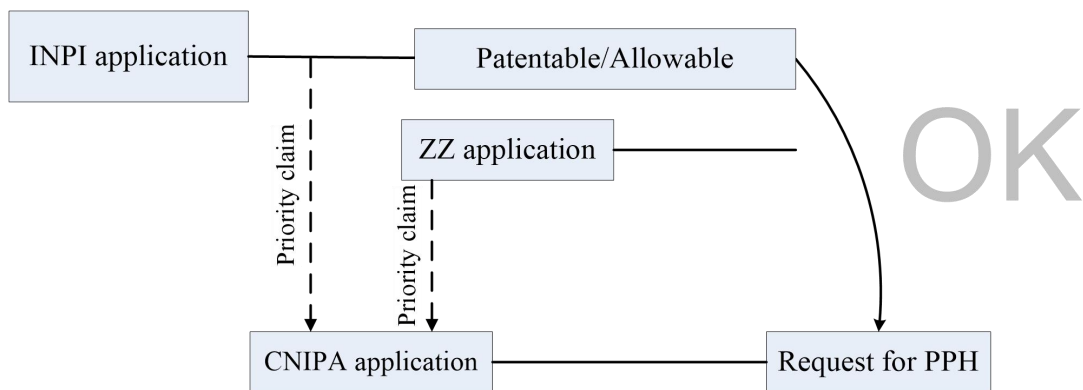 INPI application
Patentable/Allowable
OK
ZZ application
Priority claim
Priority claim
CNIPA application
Request for PPH